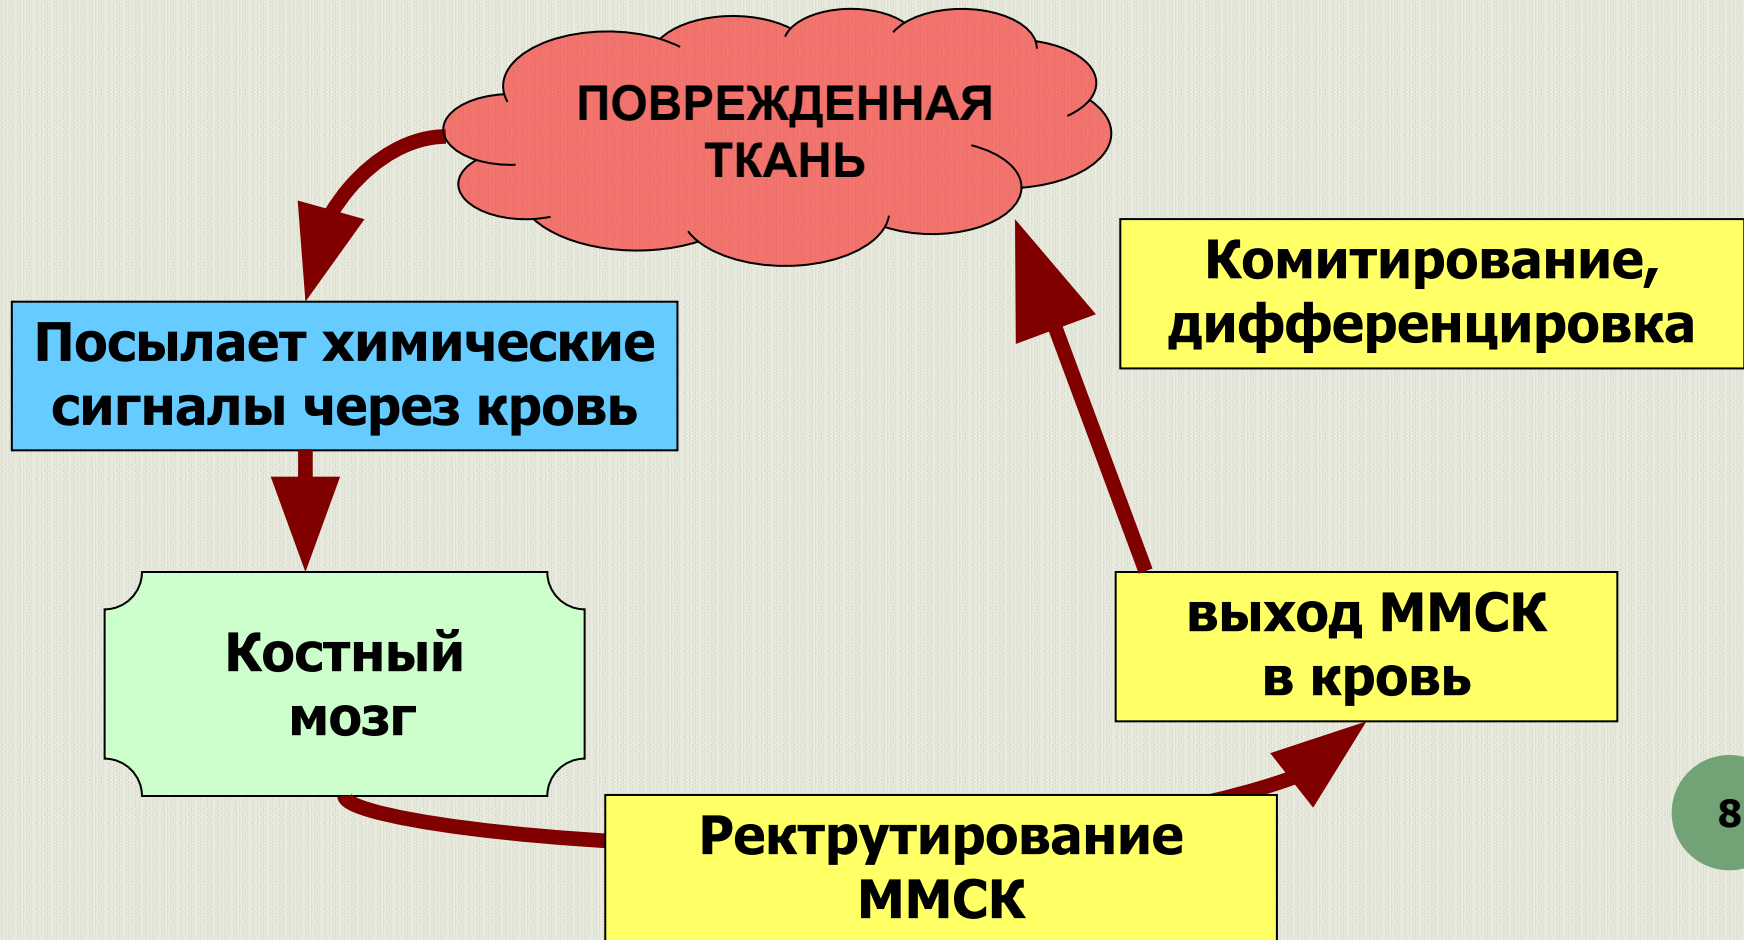 ПОВРЕЖДЕННАЯ
ТКАНЬ
Комитирование,
дифференцировка
Посылает химические
сигналы через кровь
Костный
мозг
выход ММСК
в кровь
Ректрутирование
ММСК
8